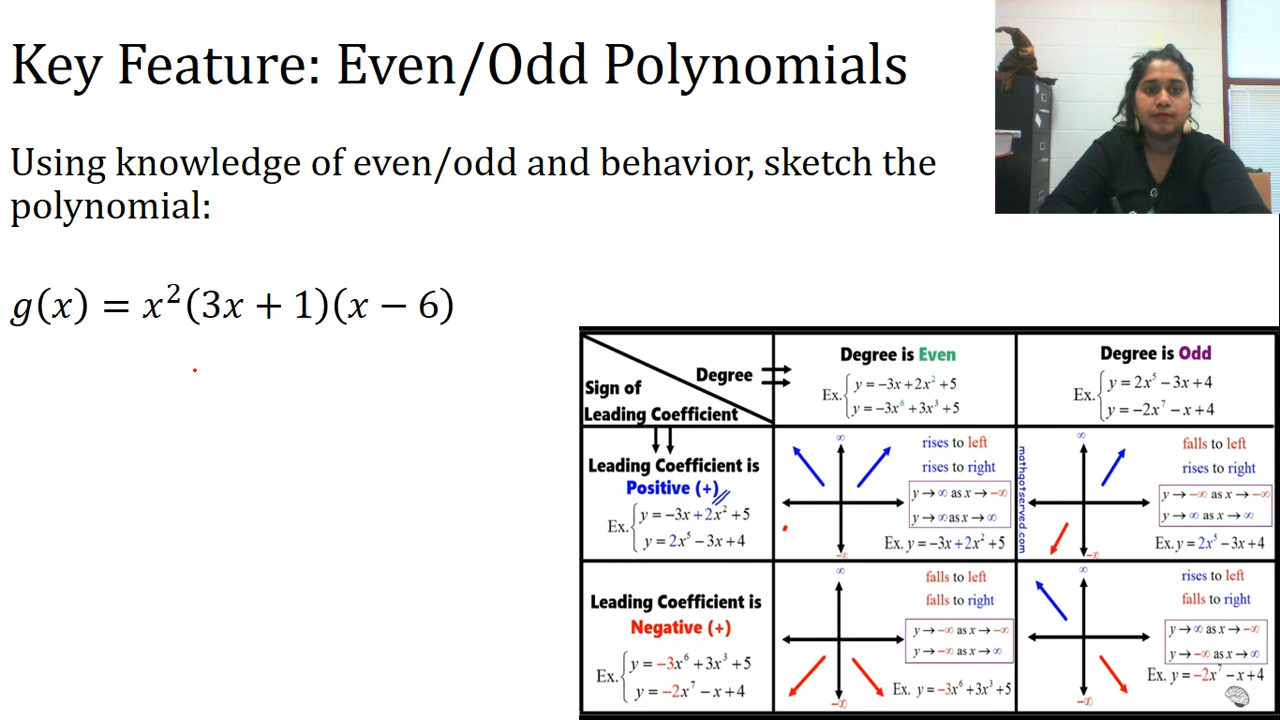 Key Feature: Even/Odd Polynomials
Using knowledge of even/odd and behavior, sketch the
polynomial:
g(x) = x²(3x + 1)(x − 6)
Degree
Sign of
Leading Coefficient
Degree is Even
Ex. { y = −3x + 2x² + 5
y = −3x⁶ + 3x³ + 5
Degree is Odd
Ex. { y = 2x⁵ − 3x + 4
y = −2x⁷ − x + 4
Leading Coefficient is
Positive (+)
Ex. { y = −3x + 2x² + 5
y = 2x⁵ − 3x + 4
∞
−∞
rises to left
rises to right
y → ∞ as x → −∞
y → ∞ as x → ∞
Ex. y = −3x + 2x² + 5
mathgotserved.com
∞
−∞
falls to left
rises to right
y → −∞ as x → −∞
y → ∞ as x → ∞
Ex. y = 2x⁵ − 3x + 4
Leading Coefficient is
Negative (+)
Ex. { y = −3x⁶ + 3x³ + 5
y = −2x⁷ − x + 4
∞
−∞
falls to left
falls to right
y → −∞ as x → −∞
y → −∞ as x → ∞
Ex. y = −3x⁶ + 3x³ + 5
∞
−∞
rises to left
falls to right
y → ∞ as x → −∞
y → −∞ as x → ∞
Ex. y = −2x⁷ − x + 4